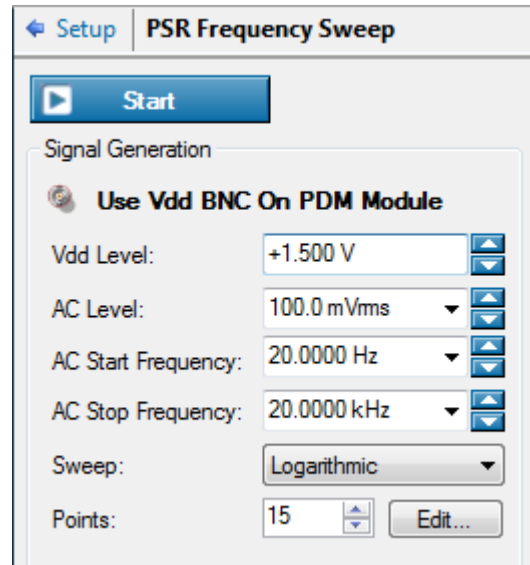 Setup PSR Frequency Sweep
Start
Signal Generation
Use Vdd BNC On PDM Module
Vdd Level: +1.500 V
AC Level: 100.0 mVrms
AC Start Frequency: 20.0000 Hz
AC Stop Frequency: 20.0000 kHz
Sweep: Logarithmic
Points: 15 Edit...